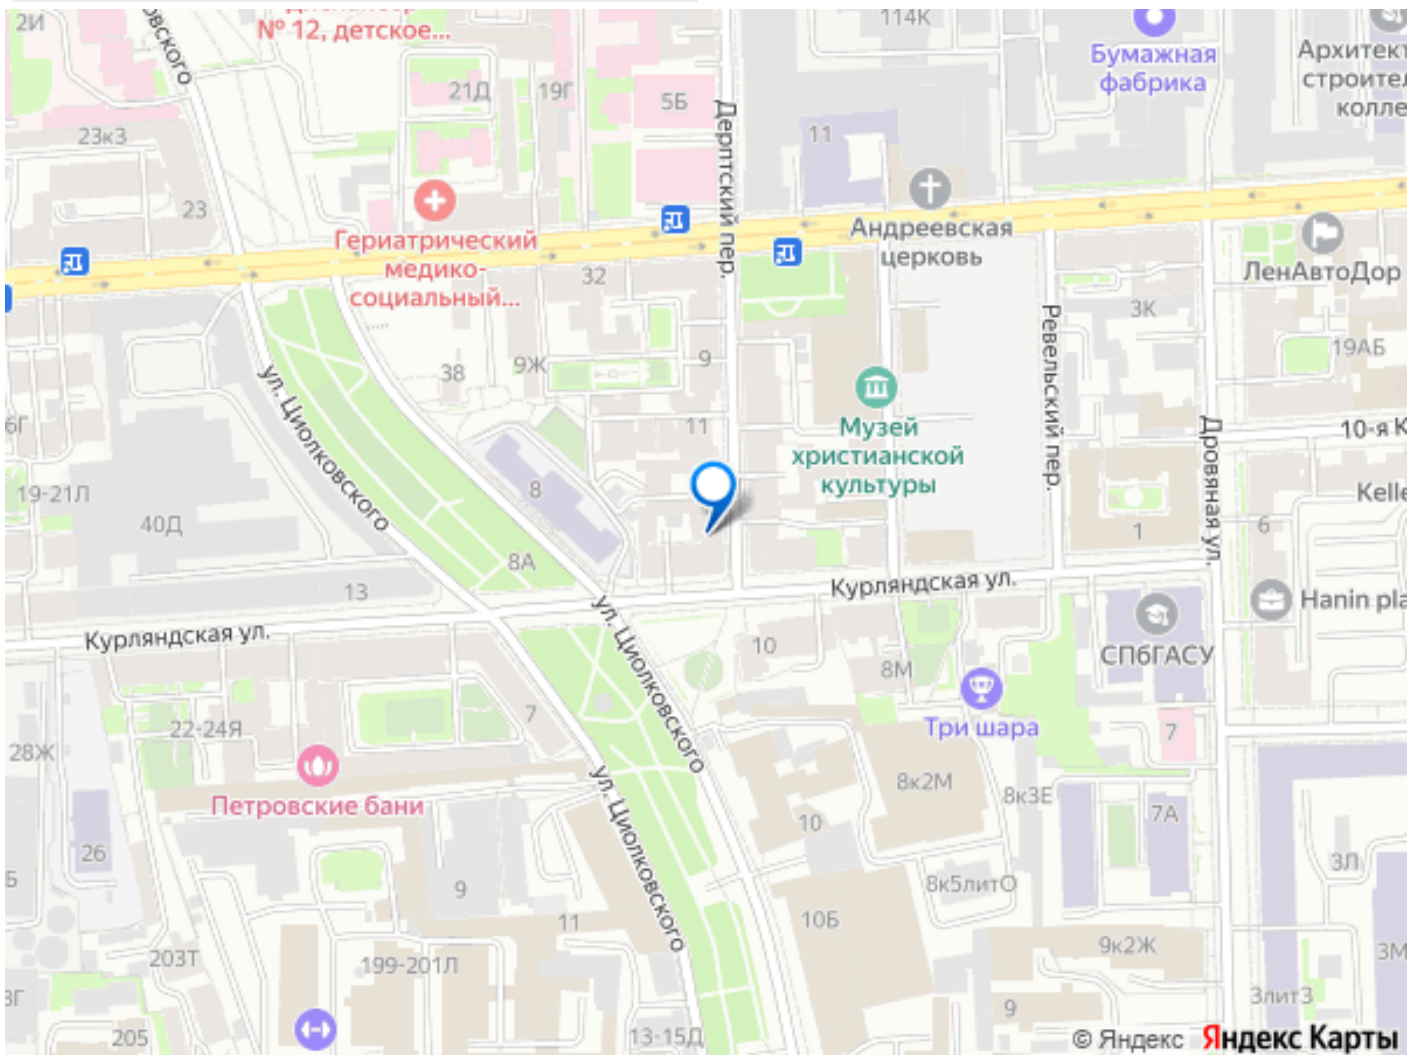 2И
вского
№ 12, детское...
114К
Бумажная
фабрика
Архитект
строител
колле
21Д
19Г
5Б
Дерптский пер.
11
23к3
23
Гериатрический
медико-
социальный...
32
Андреевская
церковь
ЛенАвтоДор
3К
19АБ
38
9Ж
9
11
Ревельский пер.
Музей
христианской
культуры
Дровяная ул.
10-я К
Kelle
6Г
19-21Л
40Д
ул. Циолковского
8
8А
1
6
13
Курляндская ул.
Курляндская ул.
Hanin pla
СПбГАСУ
ул. Циолковского
10
8М
Три шара
7
7
22-24Я
28Ж
Петровские бани
ул. Циолковского
8к2М
8к3Е
7А
10
26
9
11
8к5литО
3Л
Б
10Б
9к2Ж
3М
203Т
199-201Л
3Г
3литЗ
9
205
13-15Д
© Яндекс Яндекс Карты